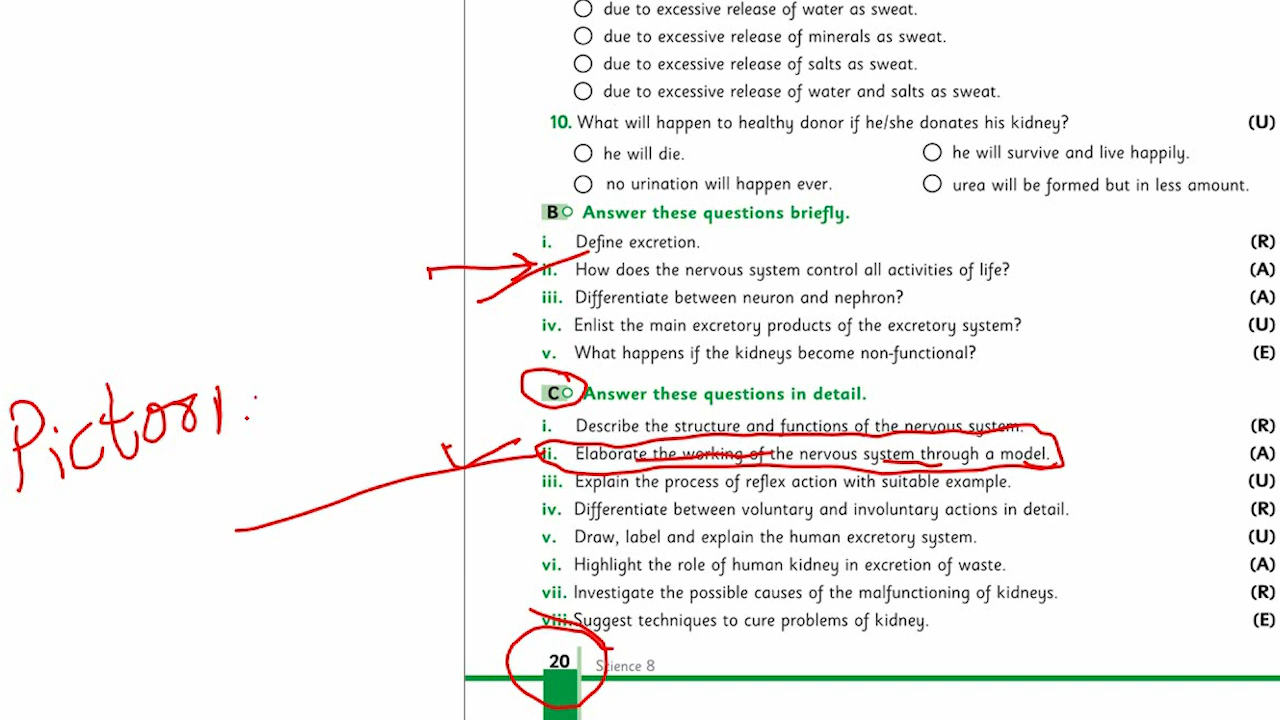 due to excessive release of water as sweat.
due to excessive release of minerals as sweat.
due to excessive release of salts as sweat.
due to excessive release of water and salts as sweat.
10. What will happen to healthy donor if he/she donates his kidney? (U)
he will die. he will survive and live happily.
no urination will happen ever. urea will be formed but in less amount.
B Answer these questions briefly.
i. Define excretion. (R)
ii. How does the nervous system control all activities of life? (A)
iii. Differentiate between neuron and nephron? (A)
iv. Enlist the main excretory products of the excretory system? (U)
v. What happens if the kidneys become non-functional? (E)
C Answer these questions in detail.
i. Describe the structure and functions of the nervous system. (R)
ii. Elaborate the working of the nervous system through a model. (A)
iii. Explain the process of reflex action with suitable example. (U)
iv. Differentiate between voluntary and involuntary actions in detail. (R)
v. Draw, label and explain the human excretory system. (U)
vi. Highlight the role of human kidney in excretion of waste. (A)
vii. Investigate the possible causes of the malfunctioning of kidneys. (R)
viii. Suggest techniques to cure problems of kidney. (E)
20 Science 8